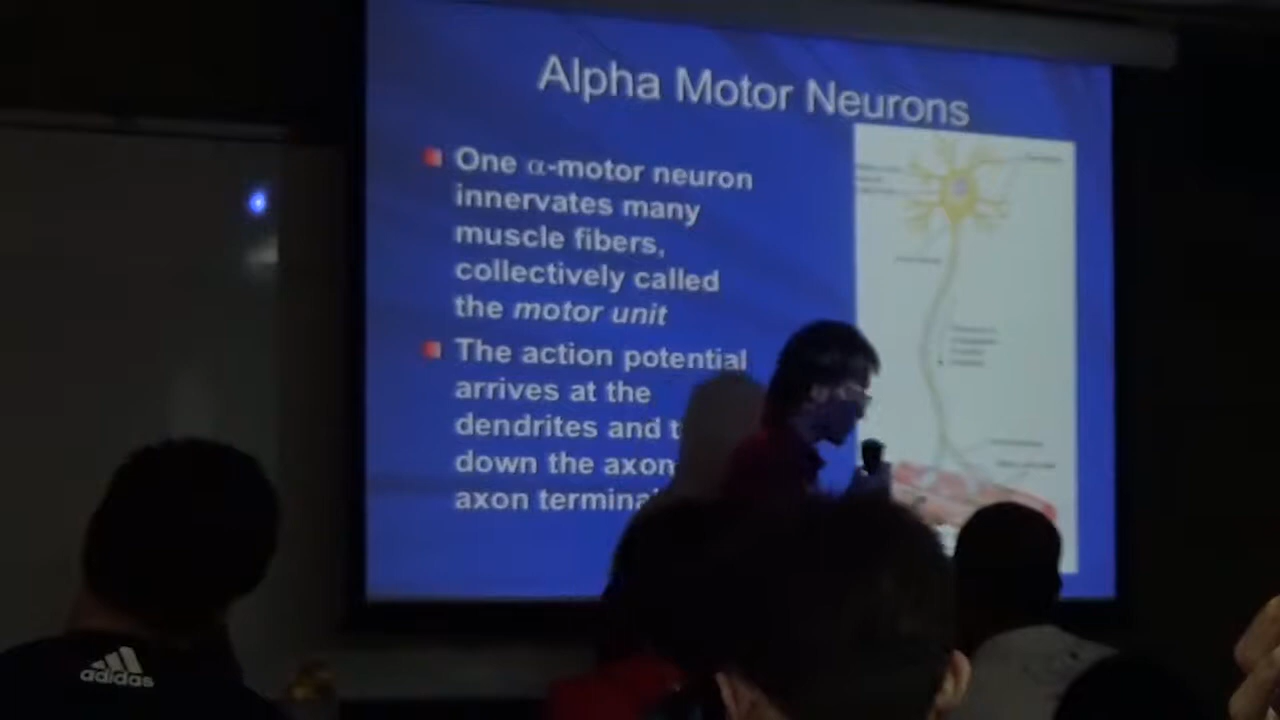 Alpha Motor Neurons
One α-motor neuron
innervates many
muscle fibers,
collectively called
the motor unit
The action potential
arrives at the
dendrites and
down the axon
axon
adidas